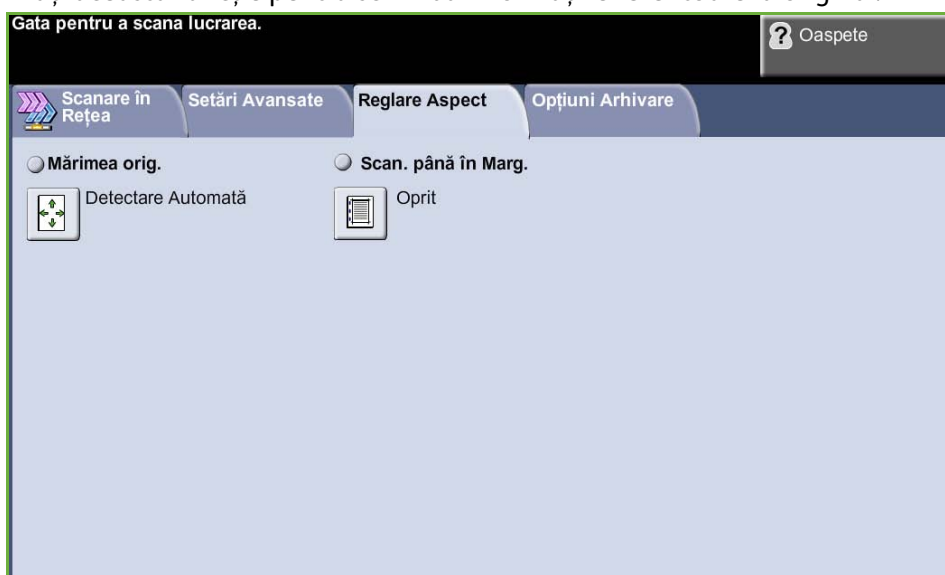 Gata pentru a scana lucrarea.
Oaspete
Scanare în
Rețea
Setări Avansate
Reglare Aspect
Opțiuni Arhivare
Mărimea orig.
Scan. până în Marg.
Detectare Automată
Oprit